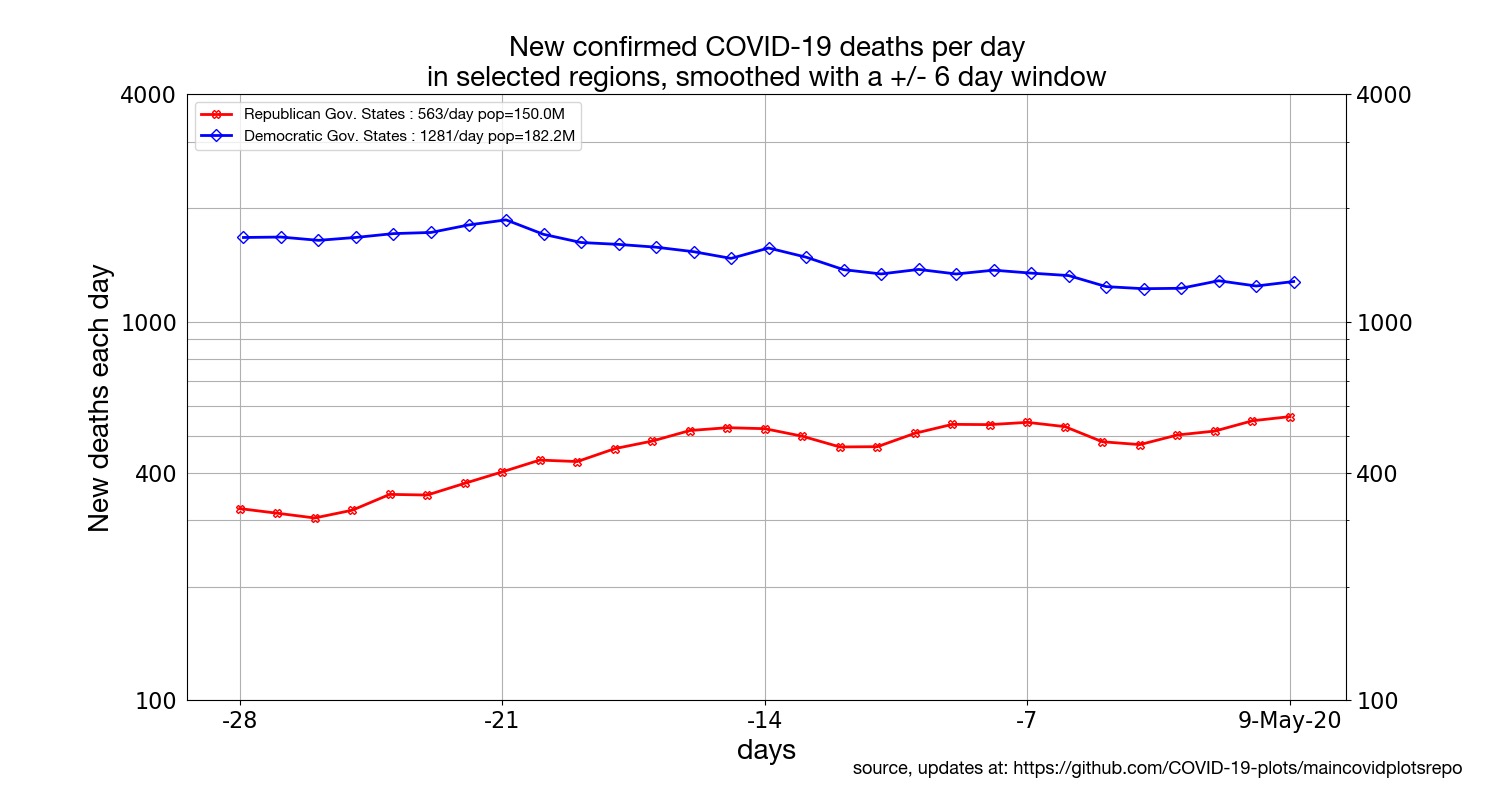 New confirmed COVID-19 deaths per day
in selected regions, smoothed with a +/- 6 day window
4000
4000
Republican Gov. States : 563/day pop=150.0M
Democratic Gov. States : 1281/day pop=182.2M
New deaths each day
1000
1000
400
400
100
100
-28
-21
-14
-7
9-May-20
days
source, updates at: https://github.com/COVID-19-plots/maincovidplotsrepo